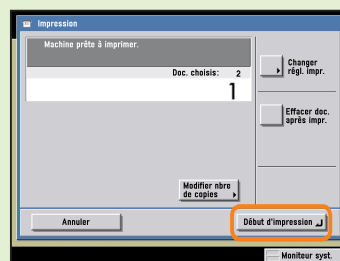 Impression
Machine prête à imprimer.
Doc. choisis: 2
1
Changer
régl. impr.
Effacer doc.
après impr.
Modifier nbre
de copies
Annuler
Début d'impression
Moniteur syst.